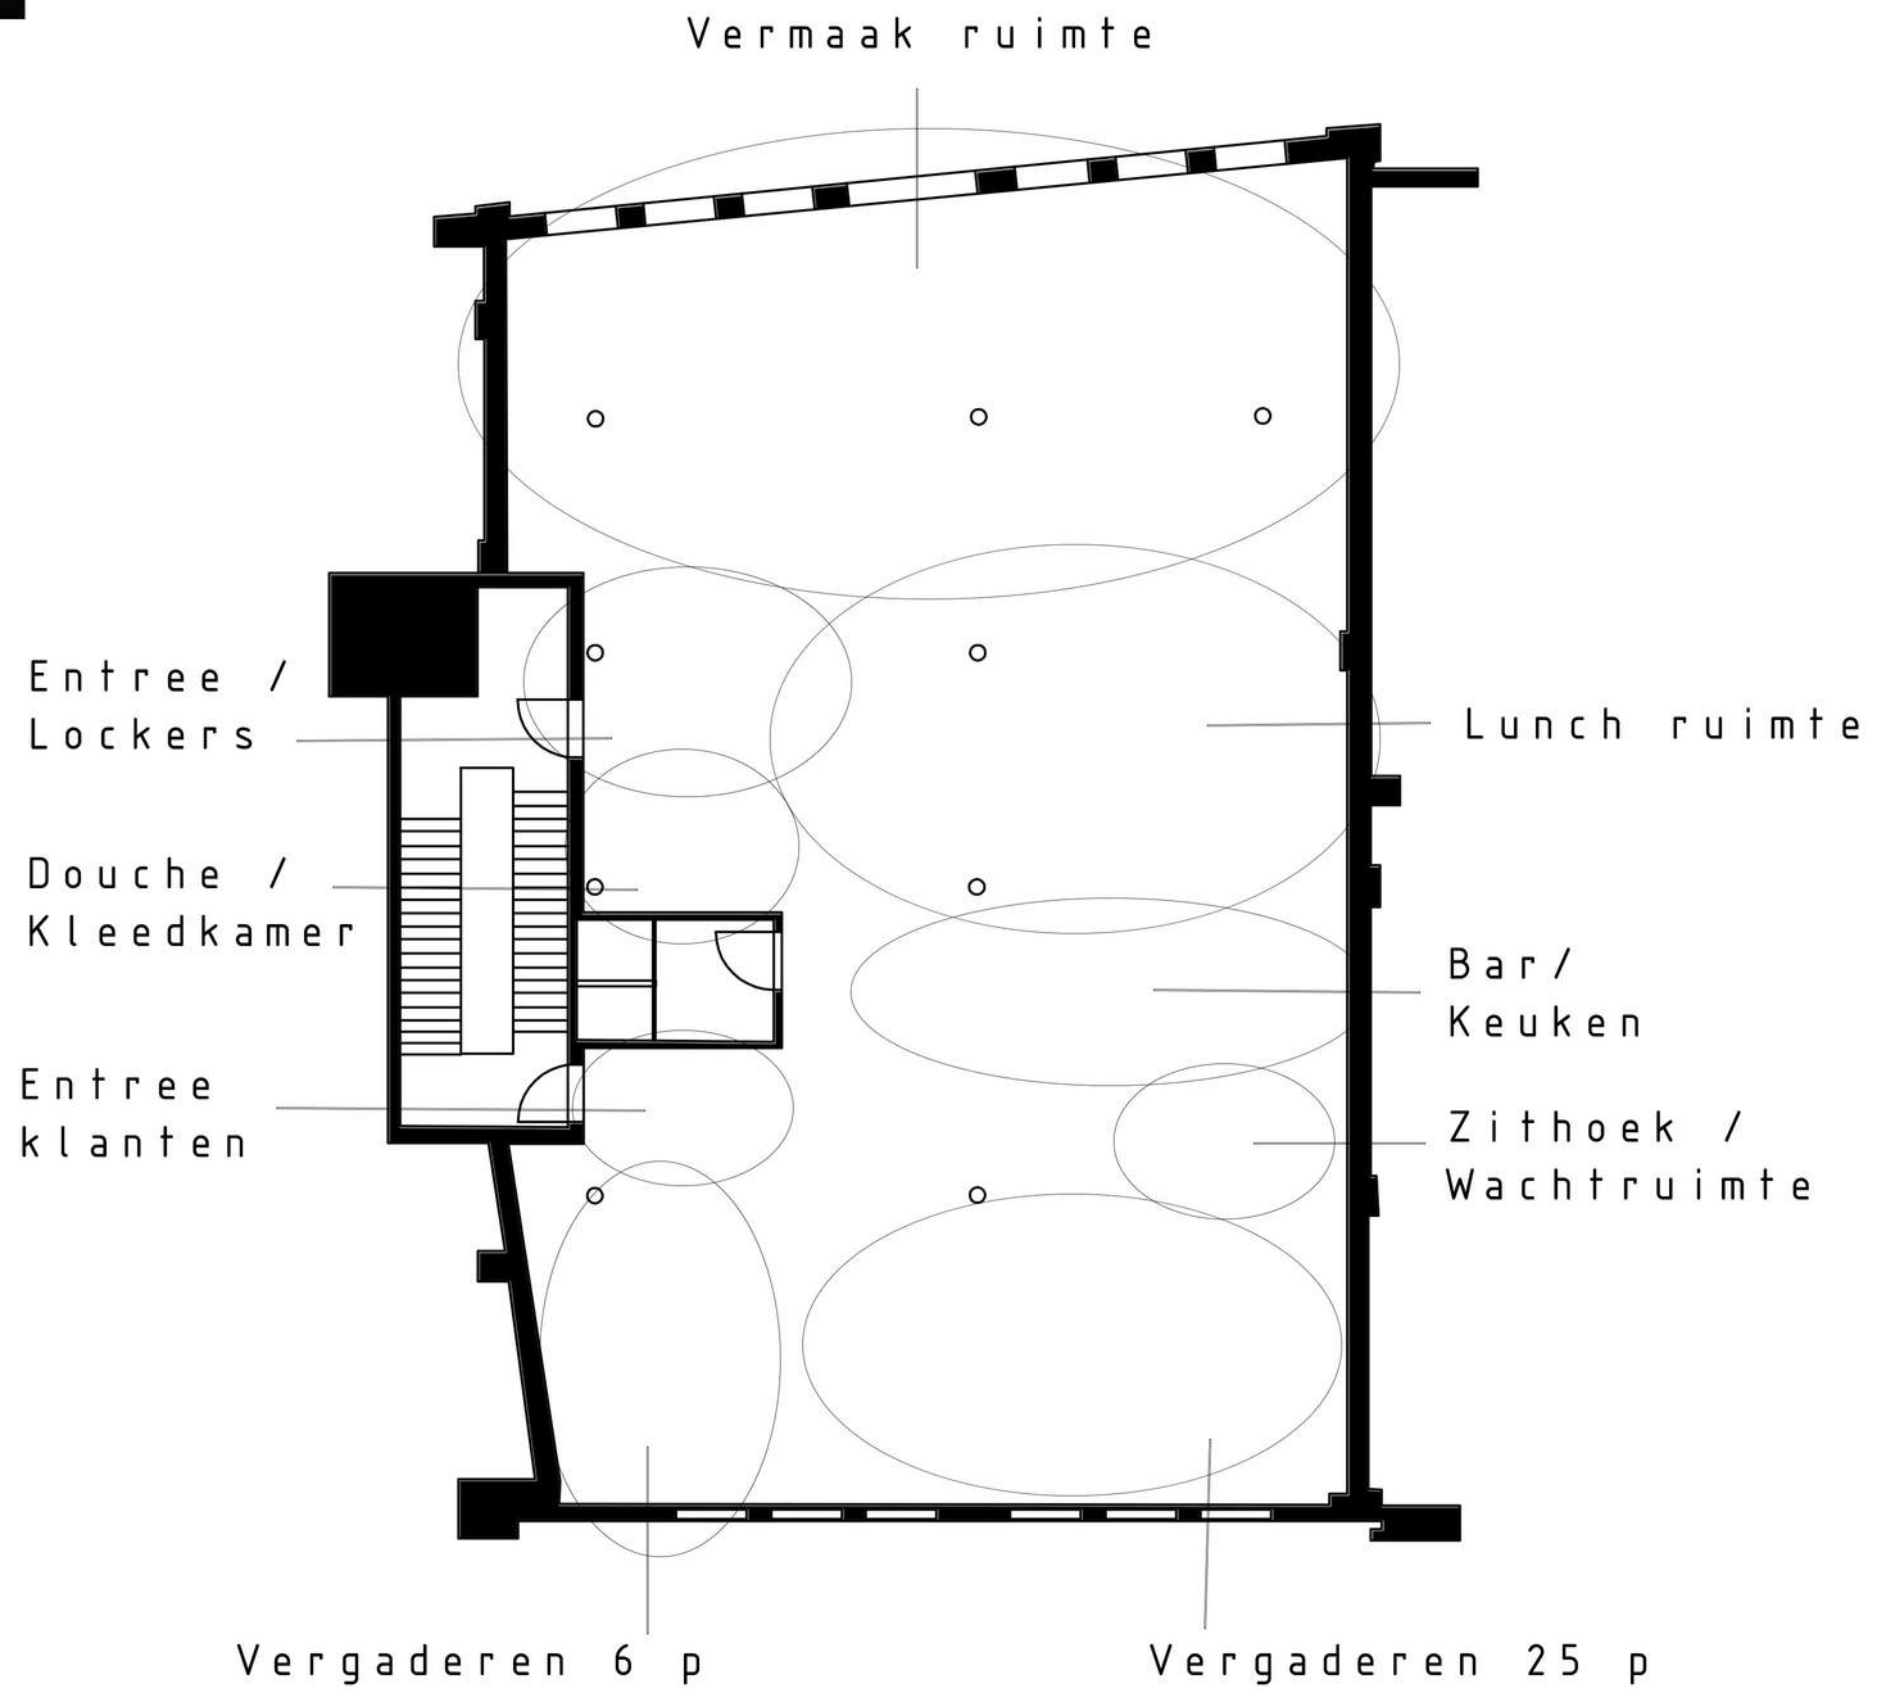 Vermaak ruimte
Entree /
Lockers
Lunch ruimte
Douche /
Kleedkamer
Bar/
Keuken
Entree
klanten
Zithoek /
Wachtruimte
Vergaderen 6 p
Vergaderen 25 p